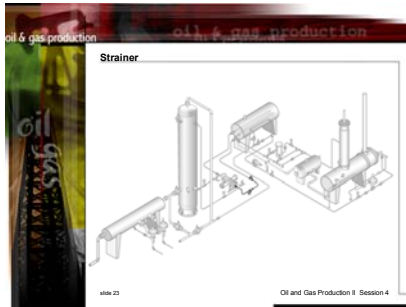 oil & gas production
oil & gas production
oil
gas
Strainer
slide 23
Oil and Gas Production II Session 4